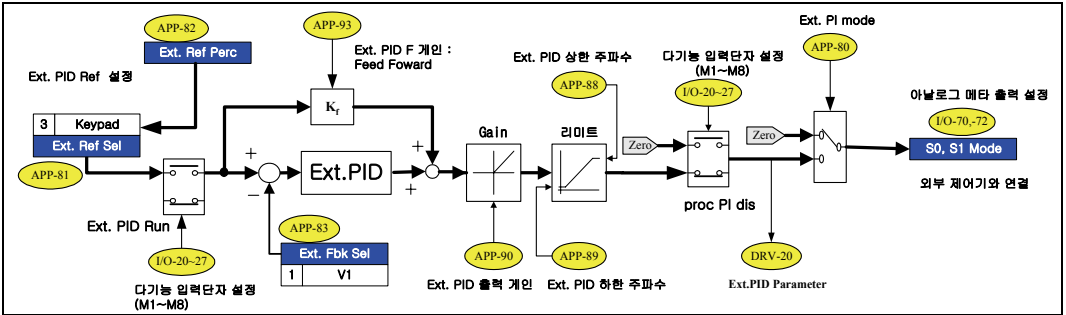 APP-82
Ext. Ref Perc
Ext. PID Ref 설정
3 Keypad
Ext. Ref Sel
APP-81
Ext. PID Run
I/O-20~27
다기능 입력단자 설정
(M1~M8)
APP-93
Ext. PID F 게인 :
Feed Foward
Kf
+
−
Ext.PID
+
+
APP-83
Ext. Fbk Sel
1 V1
Gain
APP-90
Ext. PID 출력 게인
Ext. PID 상한 주파수
APP-88
리미트
APP-89
Ext. PID 하한 주파수
다기능 입력단자 설정
(M1~M8)
I/O-20~27
Zero
proc PI dis
Ext. PI mode
APP-80
Zero
DRV-20
Ext.PID Parameter
아날로그 메타 출력 설정
I/O-70,-72
S0, S1 Mode
외부 제어기와 연결